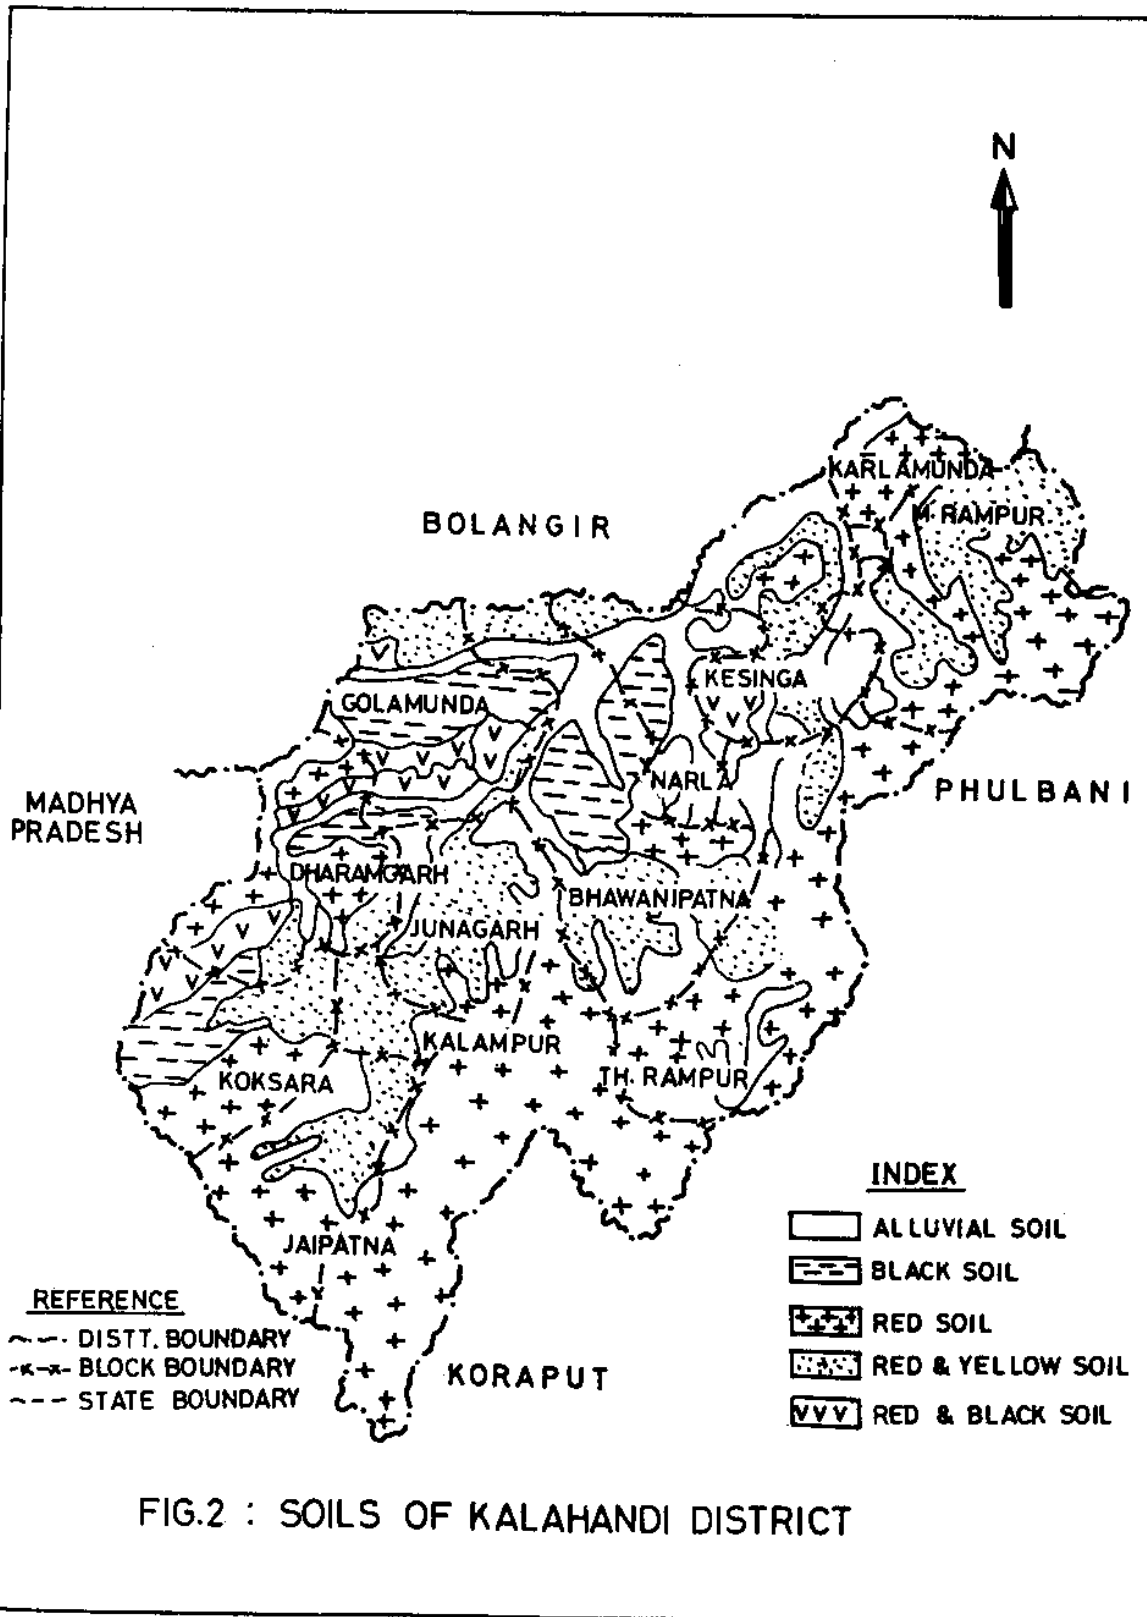 N
KARLAMUNDA
M. RAMPUR
BOLANGIR
KESINGA
GOLAMUNDA
NARLA
PHULBANI
MADHYA
PRADESH
DHARAMGARH
BHAWANIPATNA
JUNAGARH
KALAMPUR
KOKSARA
TH. RAMPUR
JAIPATNA
KORAPUT
INDEX
ALLUVIAL SOIL
BLACK SOIL
RED SOIL
RED & YELLOW SOIL
RED & BLACK SOIL
REFERENCE
DISTT. BOUNDARY
BLOCK BOUNDARY
STATE BOUNDARY
FIG.2 : SOILS OF KALAHANDI DISTRICT